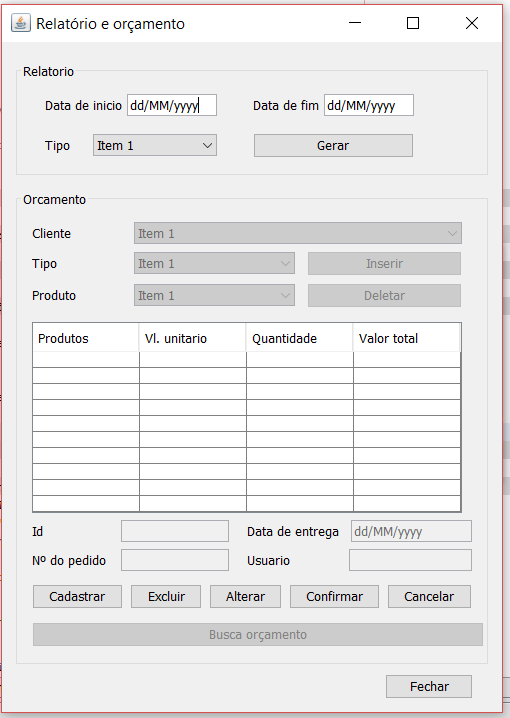 Relatório e orçamento
Relatorio
Data de inicio dd/MM/yyyy Data de fim dd/MM/yyyy
Tipo Item 1 Gerar
Orcamento
Cliente Item 1
Tipo Item 1 Inserir
Produto Item 1 Deletar
Produtos Vl. unitario Quantidade Valor total
Id Data de entrega dd/MM/yyyy
Nº do pedido Usuario
Cadastrar Excluir Alterar Confirmar Cancelar
Busca orçamento
Fechar